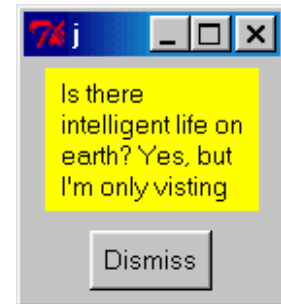 j
Is there
intelligent life on
earth? Yes, but
I'm only visting
Dismiss